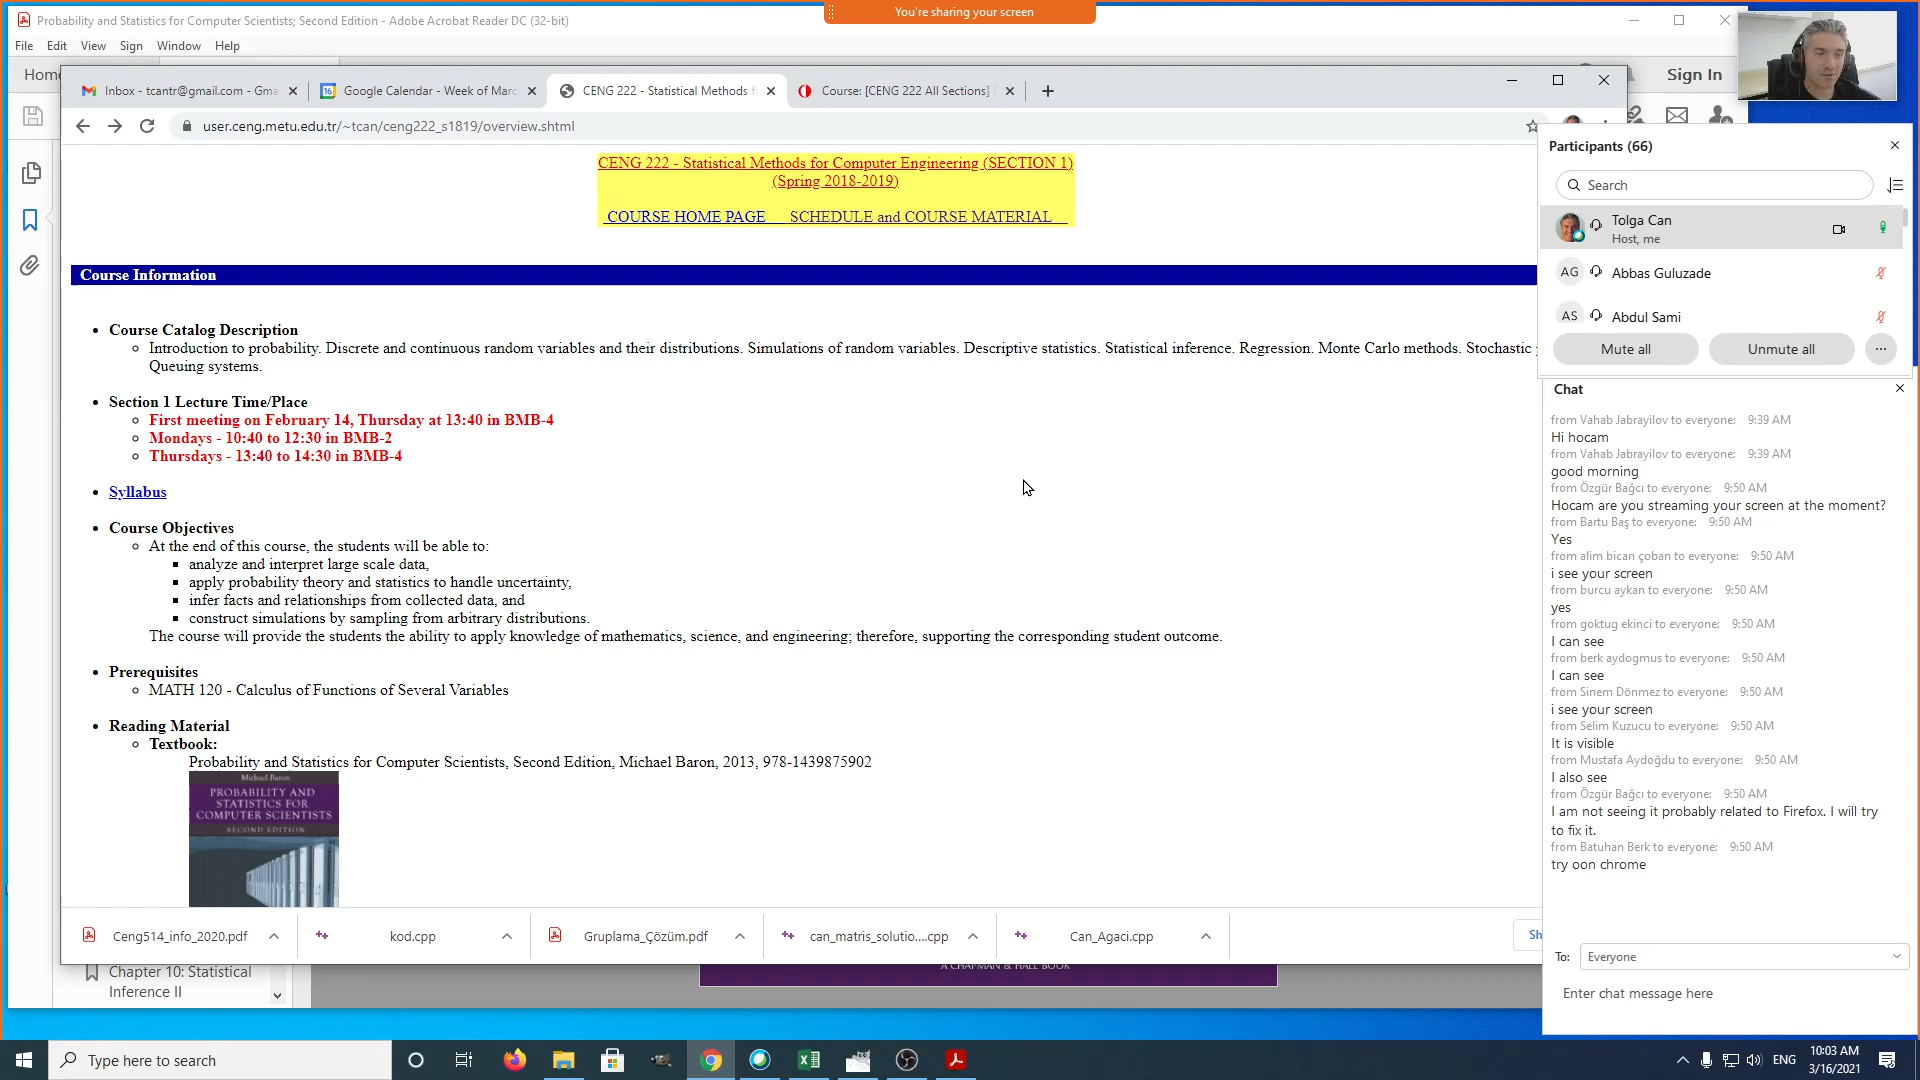 Probability and Statistics for Computer Scientists; Second Edition - Adobe Acrobat Reader DC (32-bit)
You're sharing your screen
File Edit View Sign Window Help
Home
Sign In
Inbox - tcantr@gmail.com - Gma
Google Calendar - Week of Marc
CENG 222 - Statistical Methods f
Course: [CENG 222 All Sections]
user.ceng.metu.edu.tr/~tcan/ceng222_s1819/overview.shtml
CENG 222 - Statistical Methods for Computer Engineering (SECTION 1)
(Spring 2018-2019)
COURSE HOME PAGE SCHEDULE and COURSE MATERIAL
Course Information
Course Catalog Description
Introduction to probability. Discrete and continuous random variables and their distributions. Simulations of random variables. Descriptive statistics. Statistical inference. Regression. Monte Carlo methods. Stochastic
Queuing systems.
Section 1 Lecture Time/Place
First meeting on February 14, Thursday at 13:40 in BMB-4
Mondays - 10:40 to 12:30 in BMB-2
Thursdays - 13:40 to 14:30 in BMB-4
Syllabus
Course Objectives
At the end of this course, the students will be able to:
analyze and interpret large scale data,
apply probability theory and statistics to handle uncertainty,
infer facts and relationships from collected data, and
construct simulations by sampling from arbitrary distributions.
The course will provide the students the ability to apply knowledge of mathematics, science, and engineering; therefore, supporting the corresponding student outcome.
Prerequisites
MATH 120 - Calculus of Functions of Several Variables
Reading Material
Textbook:
Probability and Statistics for Computer Scientists, Second Edition, Michael Baron, 2013, 978-1439875902
Michael Baron
PROBABILITY AND
STATISTICS FOR
COMPUTER SCIENTISTS
SECOND EDITION
Ceng514_info_2020.pdf
kod.cpp
Gruplama_Çözüm.pdf
can_matris_solutio....cpp
Can_Agaci.cpp
Sh
Chapter 10: Statistical
Inference II
A CHAPMAN & HALL BOOK
Participants (66)
Search
Tolga Can
Host, me
AG Abbas Guluzade
AS Abdul Sami
Mute all
Unmute all
Chat
from Vahab Jabrayilov to everyone: 9:39 AM
Hi hocam
from Vahab Jabrayilov to everyone: 9:39 AM
good morning
from Özgür Bağcı to everyone: 9:50 AM
Hocam are you streaming your screen at the moment?
from Bartu Baş to everyone: 9:50 AM
Yes
from alim bican çoban to everyone: 9:50 AM
i see your screen
from burcu aykan to everyone: 9:50 AM
yes
from goktug ekinci to everyone: 9:50 AM
I can see
from berk aydogmus to everyone: 9:50 AM
I can see
from Sinem Dönmez to everyone: 9:50 AM
i see your screen
from Selim Kuzucu to everyone: 9:50 AM
It is visible
from Mustafa Aydoğdu to everyone: 9:50 AM
I also see
from Özgür Bağcı to everyone: 9:50 AM
I am not seeing it probably related to Firefox. I will try
to fix it.
from Batuhan Berk to everyone: 9:50 AM
try oon chrome
To: Everyone
Enter chat message here
Type here to search
ENG
10:03 AM
3/16/2021